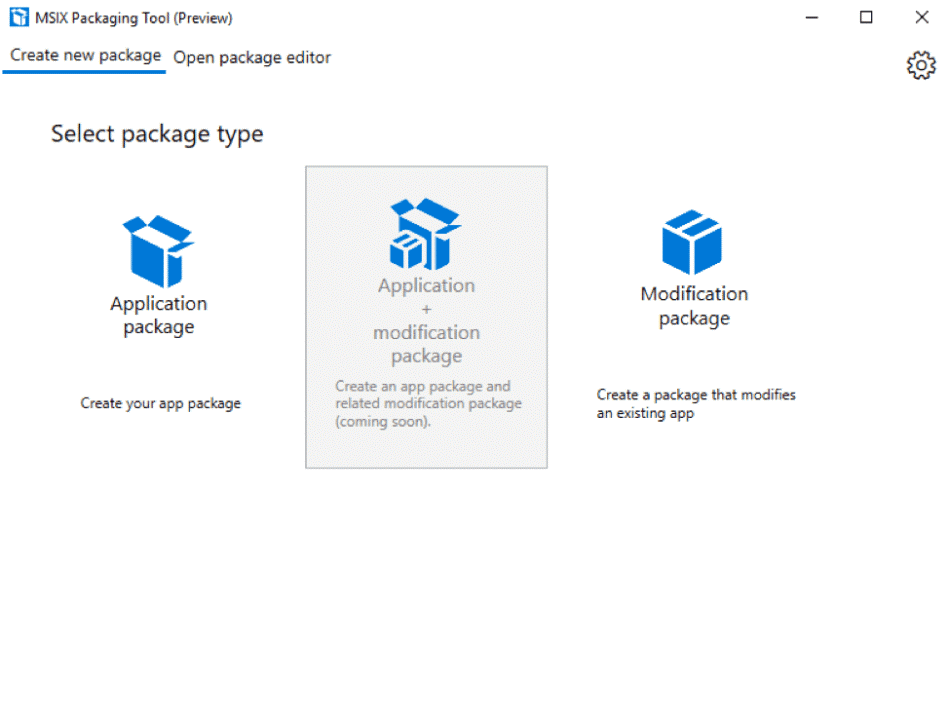 MSIX Packaging Tool (Preview)
Create new package
Open package editor
Select package type
Application
package
Create your app package
Application
+
modification
package
Create an app package and
related modification package
(coming soon).
Modification
package
Create a package that modifies
an existing app